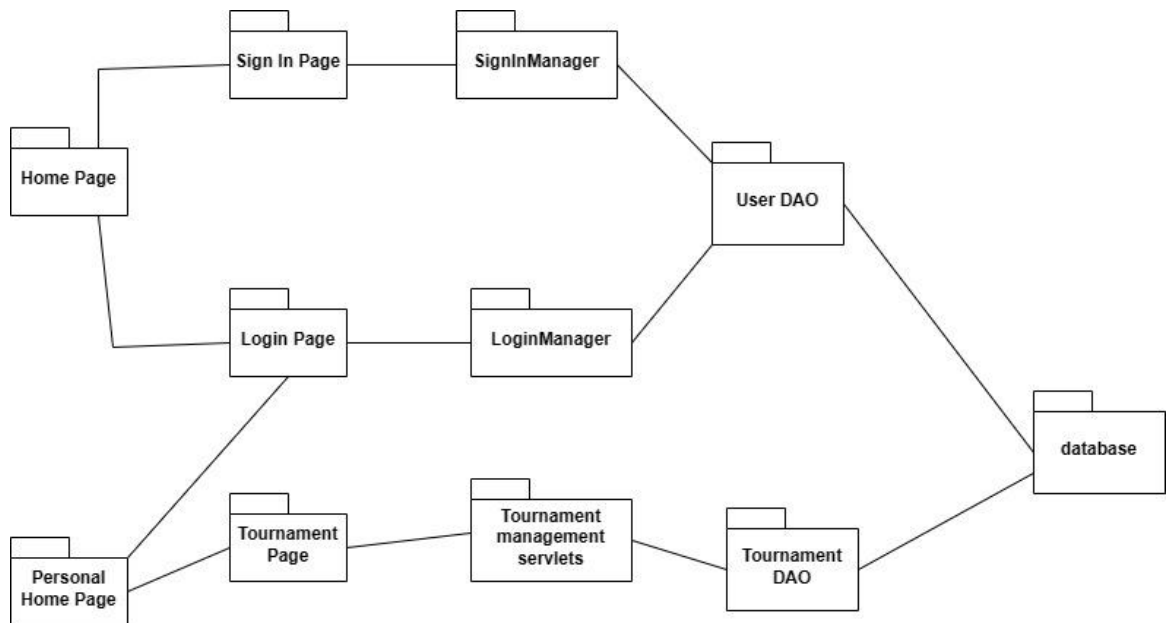 Sign In Page
SignInManager
Home Page
User DAO
Login Page
LoginManager
database
Tournament
Page
Tournament
management
servlets
Tournament
DAO
Personal
Home Page